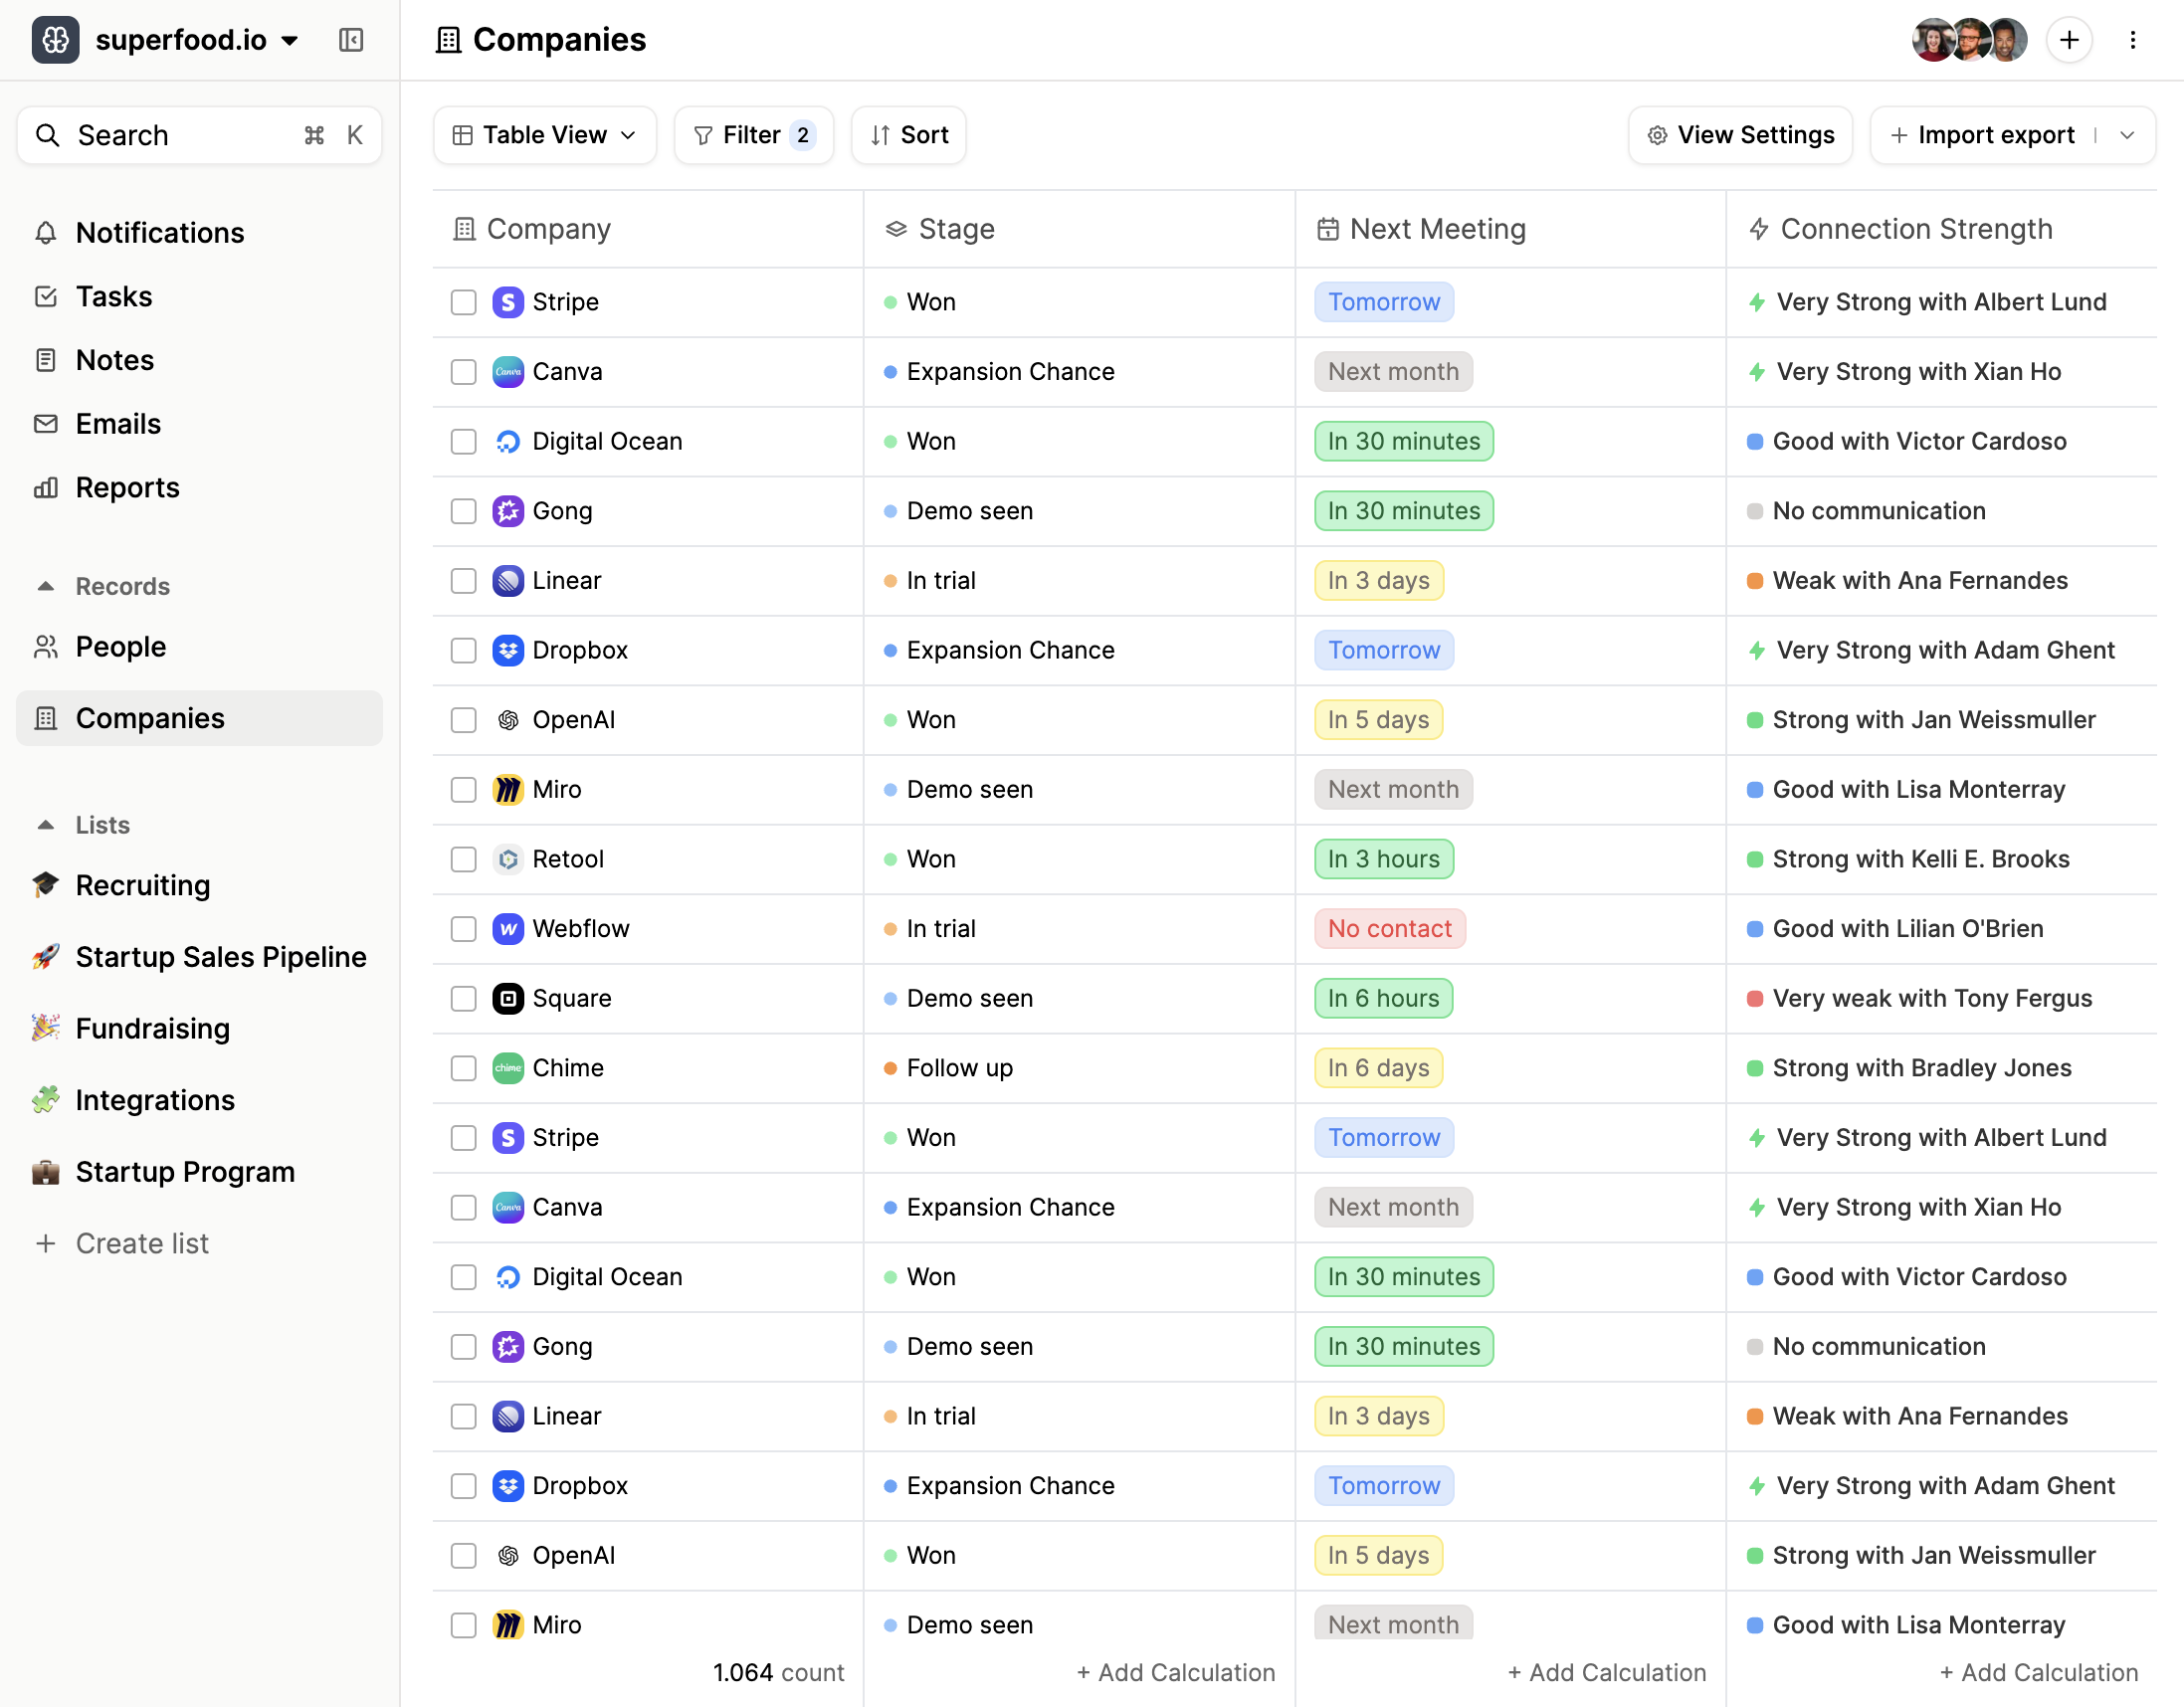 superfood.io
Companies
Search ⌘ K
Table View
Filter 2
Sort
View Settings
+ Import export
Notifications
Tasks
Notes
Emails
Reports
Records
People
Companies
Lists
Recruiting
Startup Sales Pipeline
Fundraising
Integrations
Startup Program
+ Create list
Company Stage Next Meeting Connection Strength
Stripe Won Tomorrow Very Strong with Albert Lund
Canva Canva Expansion Chance Next month Very Strong with Xian Ho
Digital Ocean Won In 30 minutes Good with Victor Cardoso
Gong Demo seen In 30 minutes No communication
Linear In trial In 3 days Weak with Ana Fernandes
Dropbox Expansion Chance Tomorrow Very Strong with Adam Ghent
OpenAI Won In 5 days Strong with Jan Weissmuller
Miro Demo seen Next month Good with Lisa Monterray
Retool Won In 3 hours Strong with Kelli E. Brooks
Webflow In trial No contact Good with Lilian O'Brien
Square Demo seen In 6 hours Very weak with Tony Fergus
chime Chime Follow up In 6 days Strong with Bradley Jones
Stripe Won Tomorrow Very Strong with Albert Lund
Canva Canva Expansion Chance Next month Very Strong with Xian Ho
Digital Ocean Won In 30 minutes Good with Victor Cardoso
Gong Demo seen In 30 minutes No communication
Linear In trial In 3 days Weak with Ana Fernandes
Dropbox Expansion Chance Tomorrow Very Strong with Adam Ghent
OpenAI Won In 5 days Strong with Jan Weissmuller
Miro Demo seen Next month Good with Lisa Monterray
1.064 count + Add Calculation + Add Calculation + Add Calculation